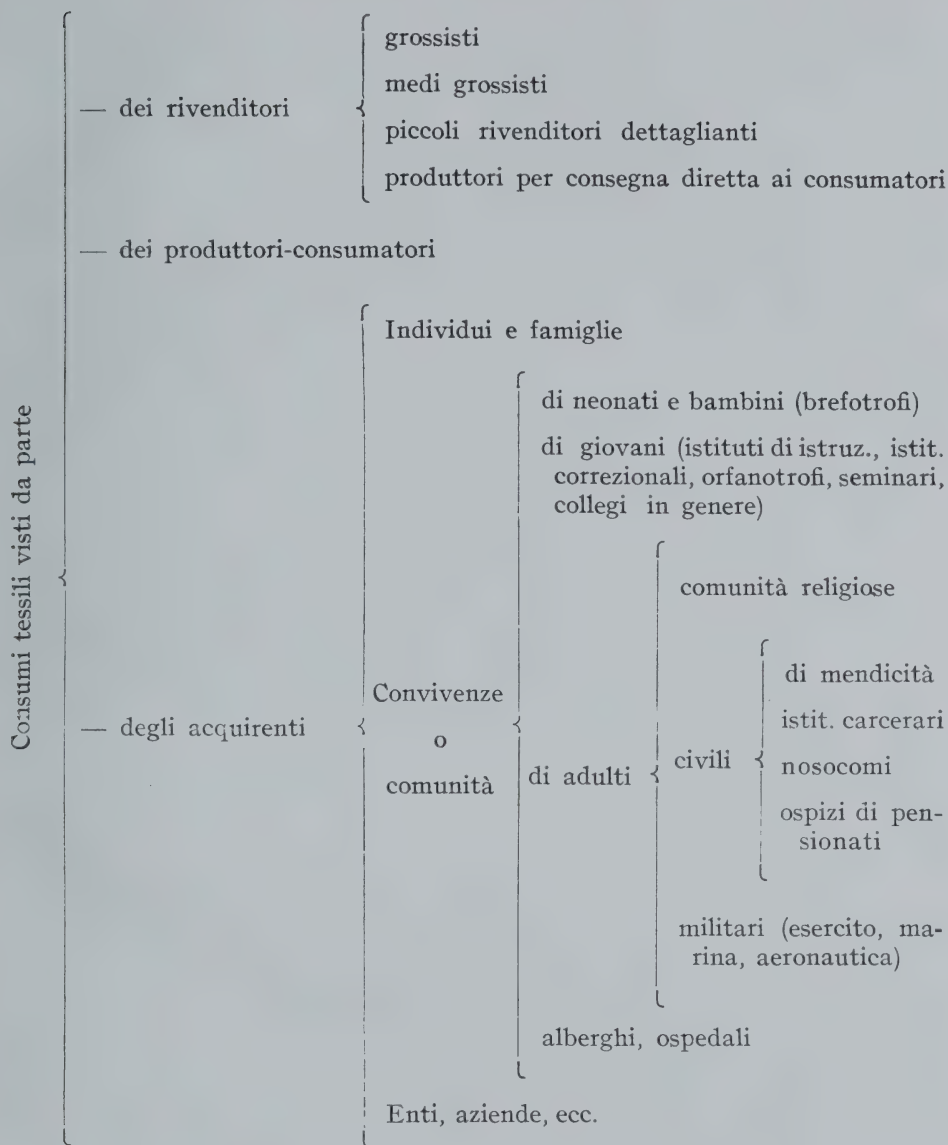 Consumi tessili visti da parte
— dei rivenditori
grossisti
medi grossisti
piccoli rivenditori dettaglianti
produttori per consegna diretta ai consumatori
— dei produttori-consumatori
— degli acquirenti
Individui e famiglie
Convivenze
o
comunità
di neonati e bambini (brefotrofi)
di giovani (istituti di istruz., istit.
correzionali, orfanotrofi, seminari,
collegi in genere)
di adulti
comunità religiose
civili
di mendicità
istit. carcerari
nosocomi
ospizi di pen-
sionati
militari (esercito, ma-
rina, aeronautica)
alberghi, ospedali
Enti, aziende, ecc.